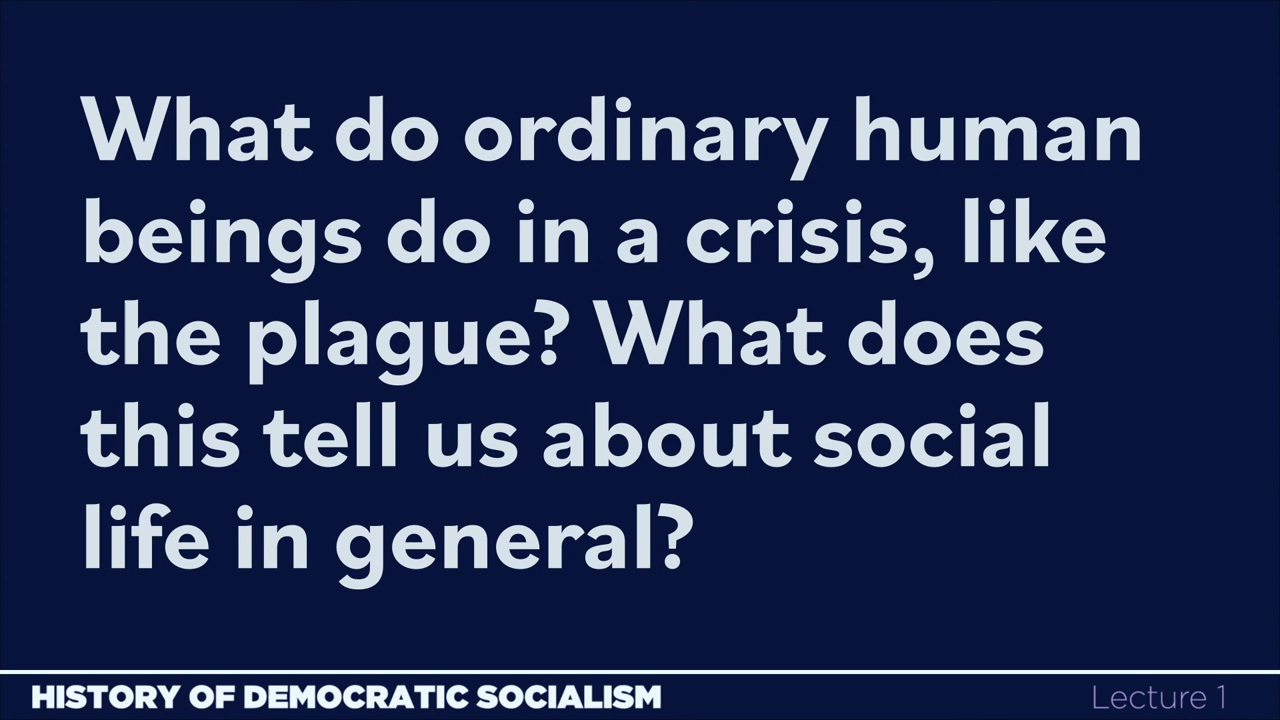 What do ordinary human
beings do in a crisis, like
the plague? What does
this tell us about social
life in general?
HISTORY OF DEMOCRATIC SOCIALISM
Lecture 1